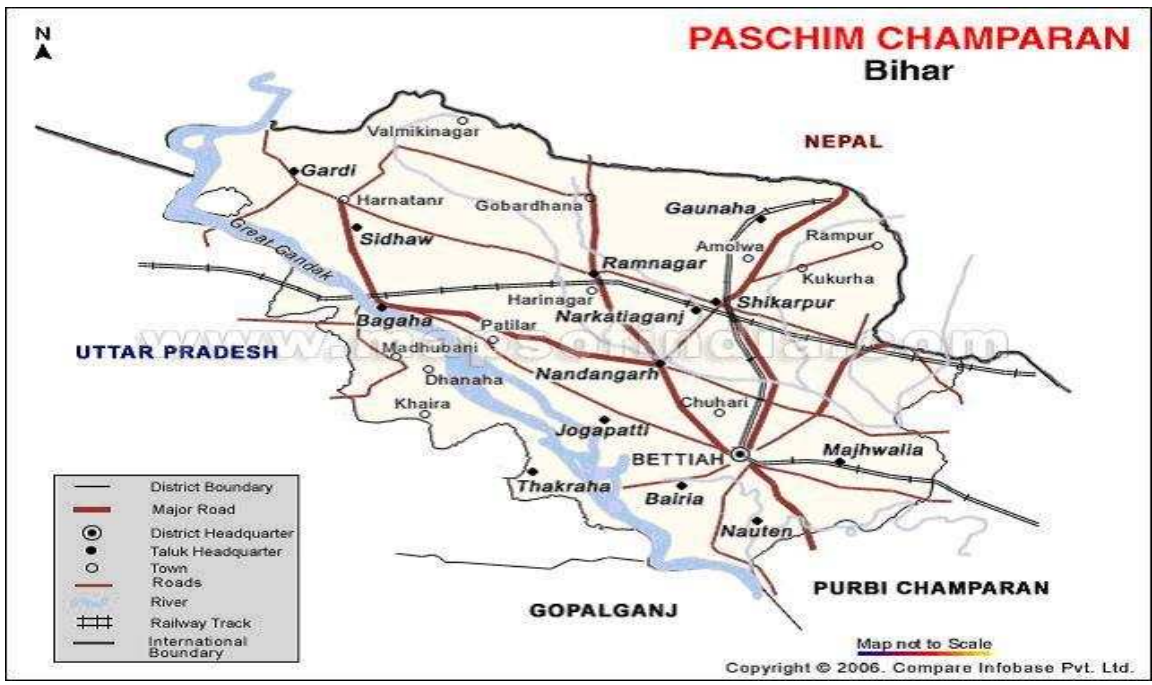 N
PASCHIM CHAMPARAN
Bihar
NEPAL
Valmikinagar
Gardi
Harnatanr
Gobardhana
Gaunaha
Great Gandak
Sidhaw
Amolwa
Rampur
Ramnagar
Kukurha
Harinagar
Shikarpur
Bagaha
Narkatiaganj
Patilar
www.mapsofindia.com
UTTAR PRADESH
Madhubani
Dhanaha
Nandangarh
Khaira
Chuhari
Jogapatti
BETTIAH
Majhwalia
Thakraha
Bairia
Nauten
District Boundary
Major Road
District Headquarter
Taluk Headquarter
Town
Roads
River
Railway Track
International
Boundary
GOPALGANJ
PURBI CHAMPARAN
Map not to Scale
Copyright © 2006. Compare Infobase Pvt. Ltd.